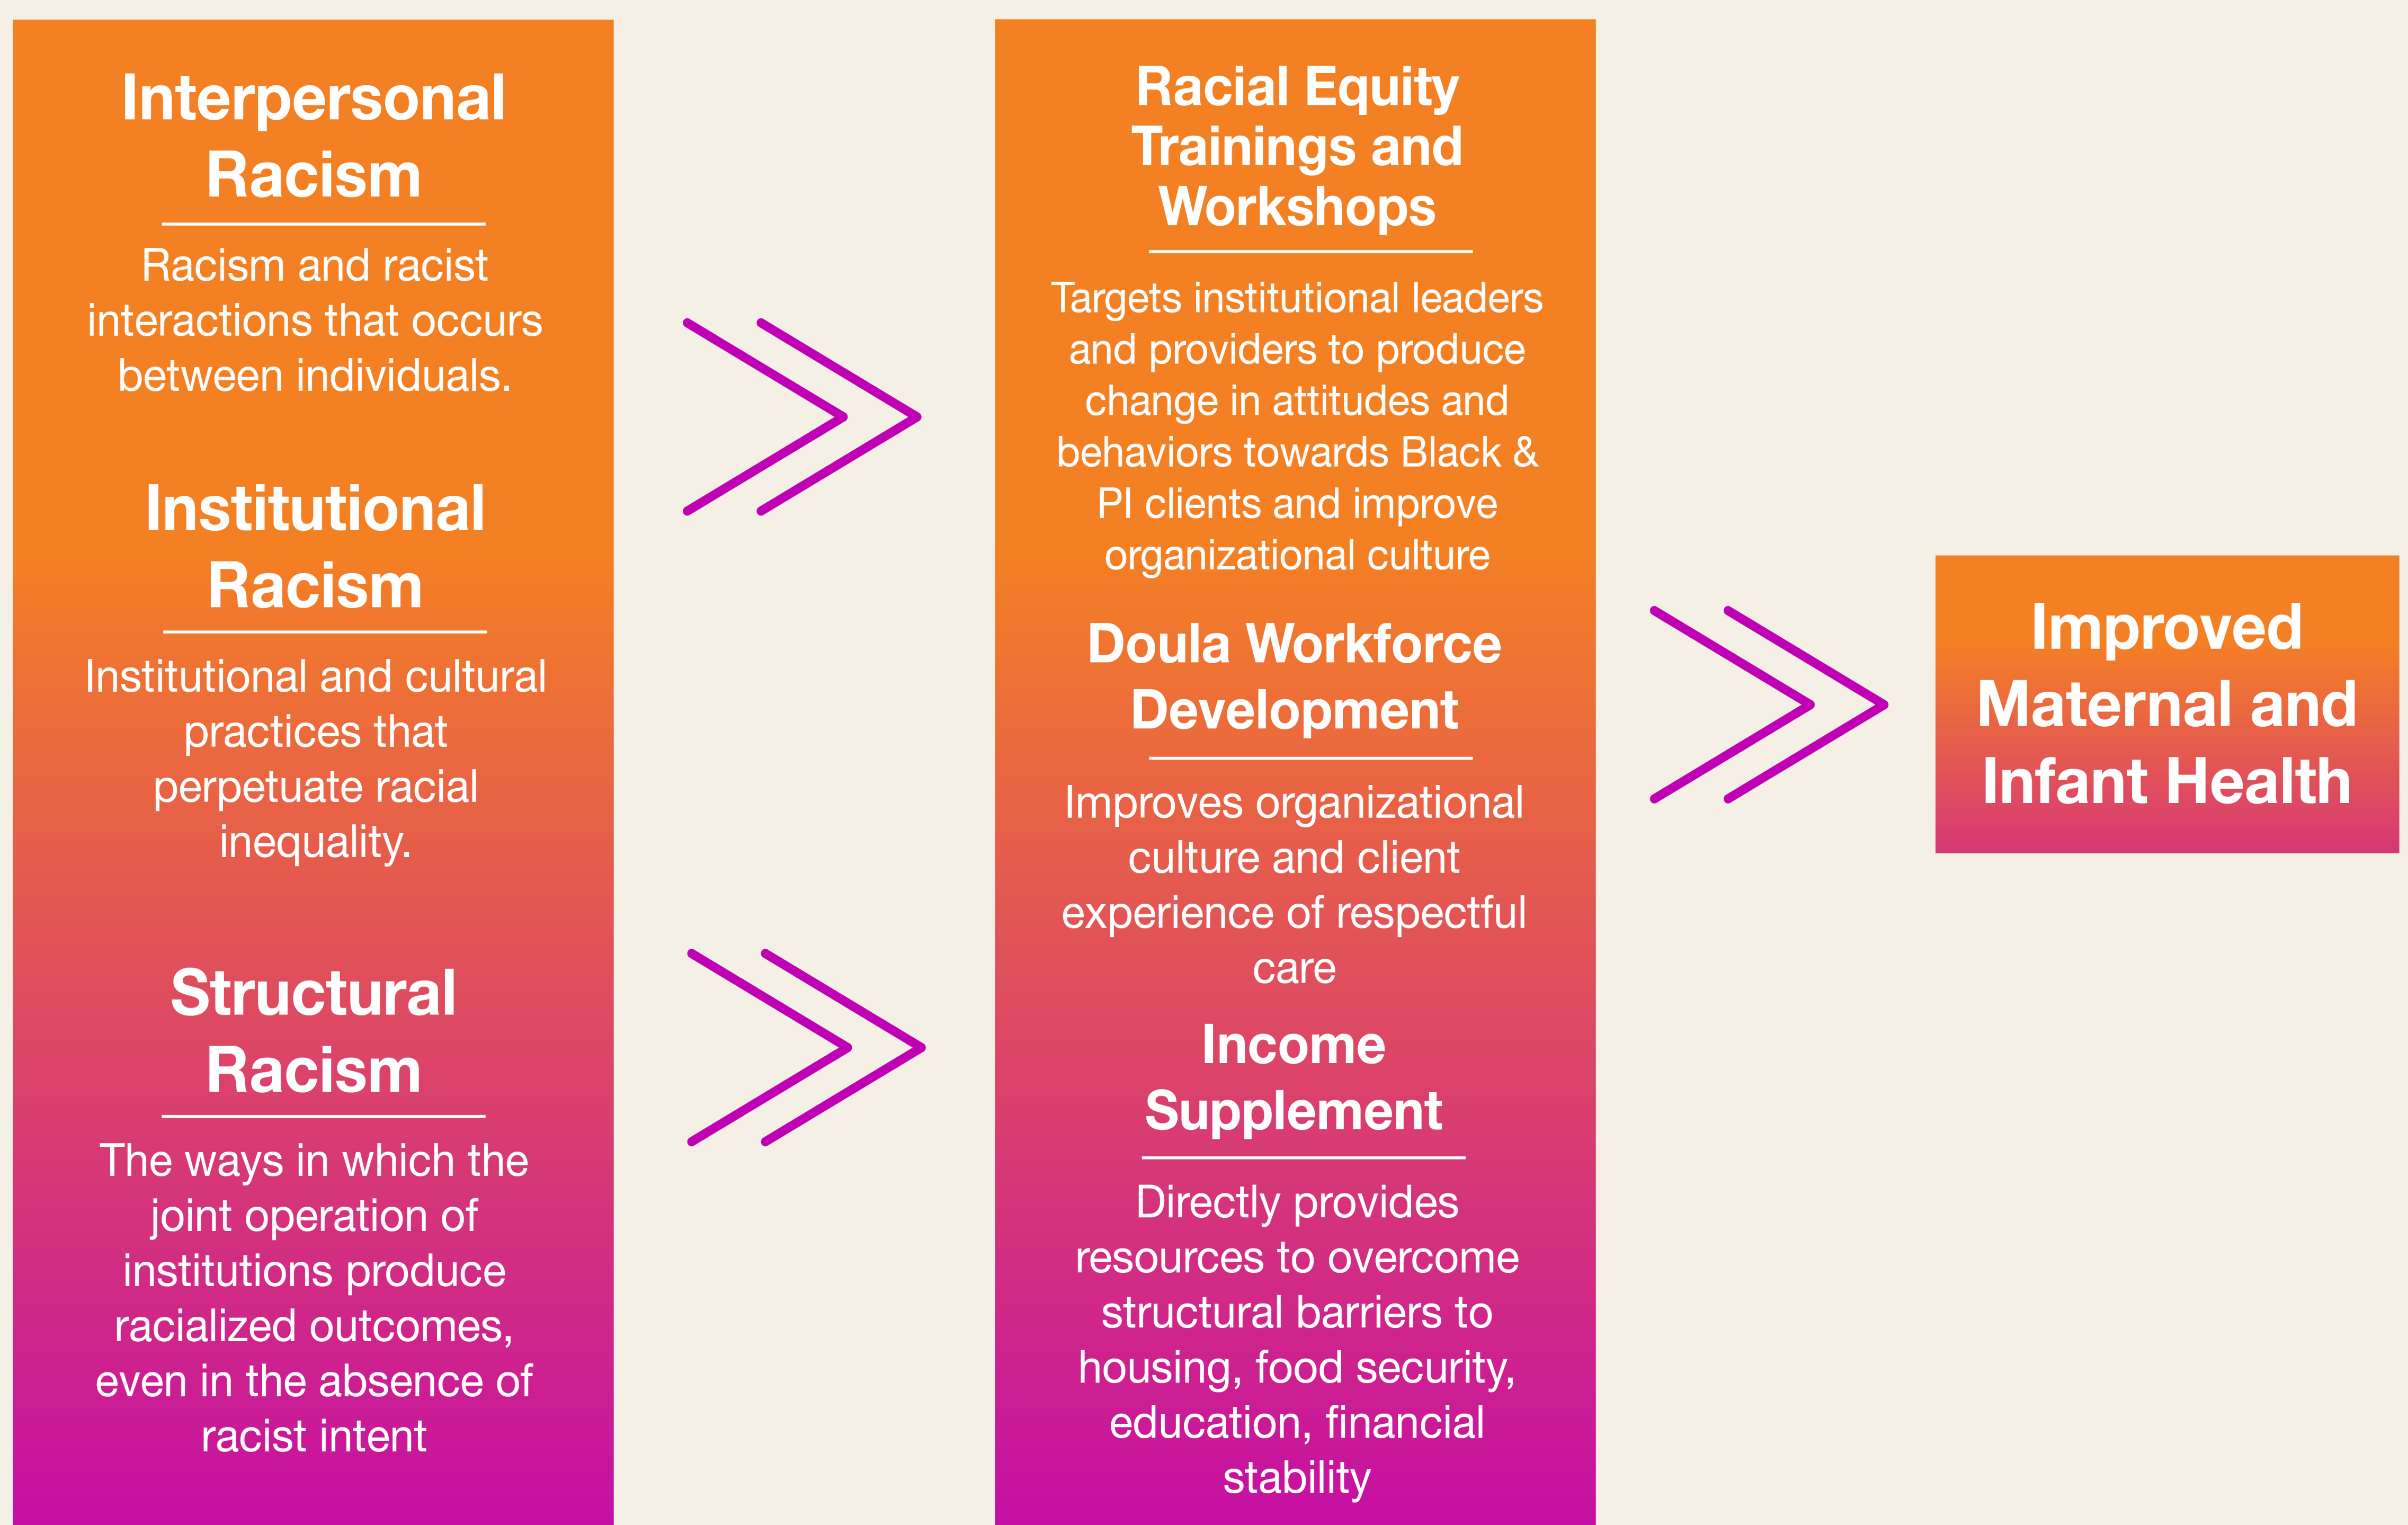 Interpersonal
Racism
Racism and racist
interactions that occurs
between individuals.
Institutional
Racism
Institutional and cultural
practices that
perpetuate racial
inequality.
Structural
Racism
The ways in which the
joint operation of
institutions produce
racialized outcomes,
even in the absence of
racist intent
Racial Equity
Trainings and
Workshops
Targets institutional leaders
and providers to produce
change in attitudes and
behaviors towards Black &
PI clients and improve
organizational culture
Doula Workforce
Development
Improves organizational
culture and client
experience of respectful
care
Income
Supplement
Directly provides
resources to overcome
structural barriers to
housing, food security,
education, financial
stability
Improved
Maternal and
Infant Health